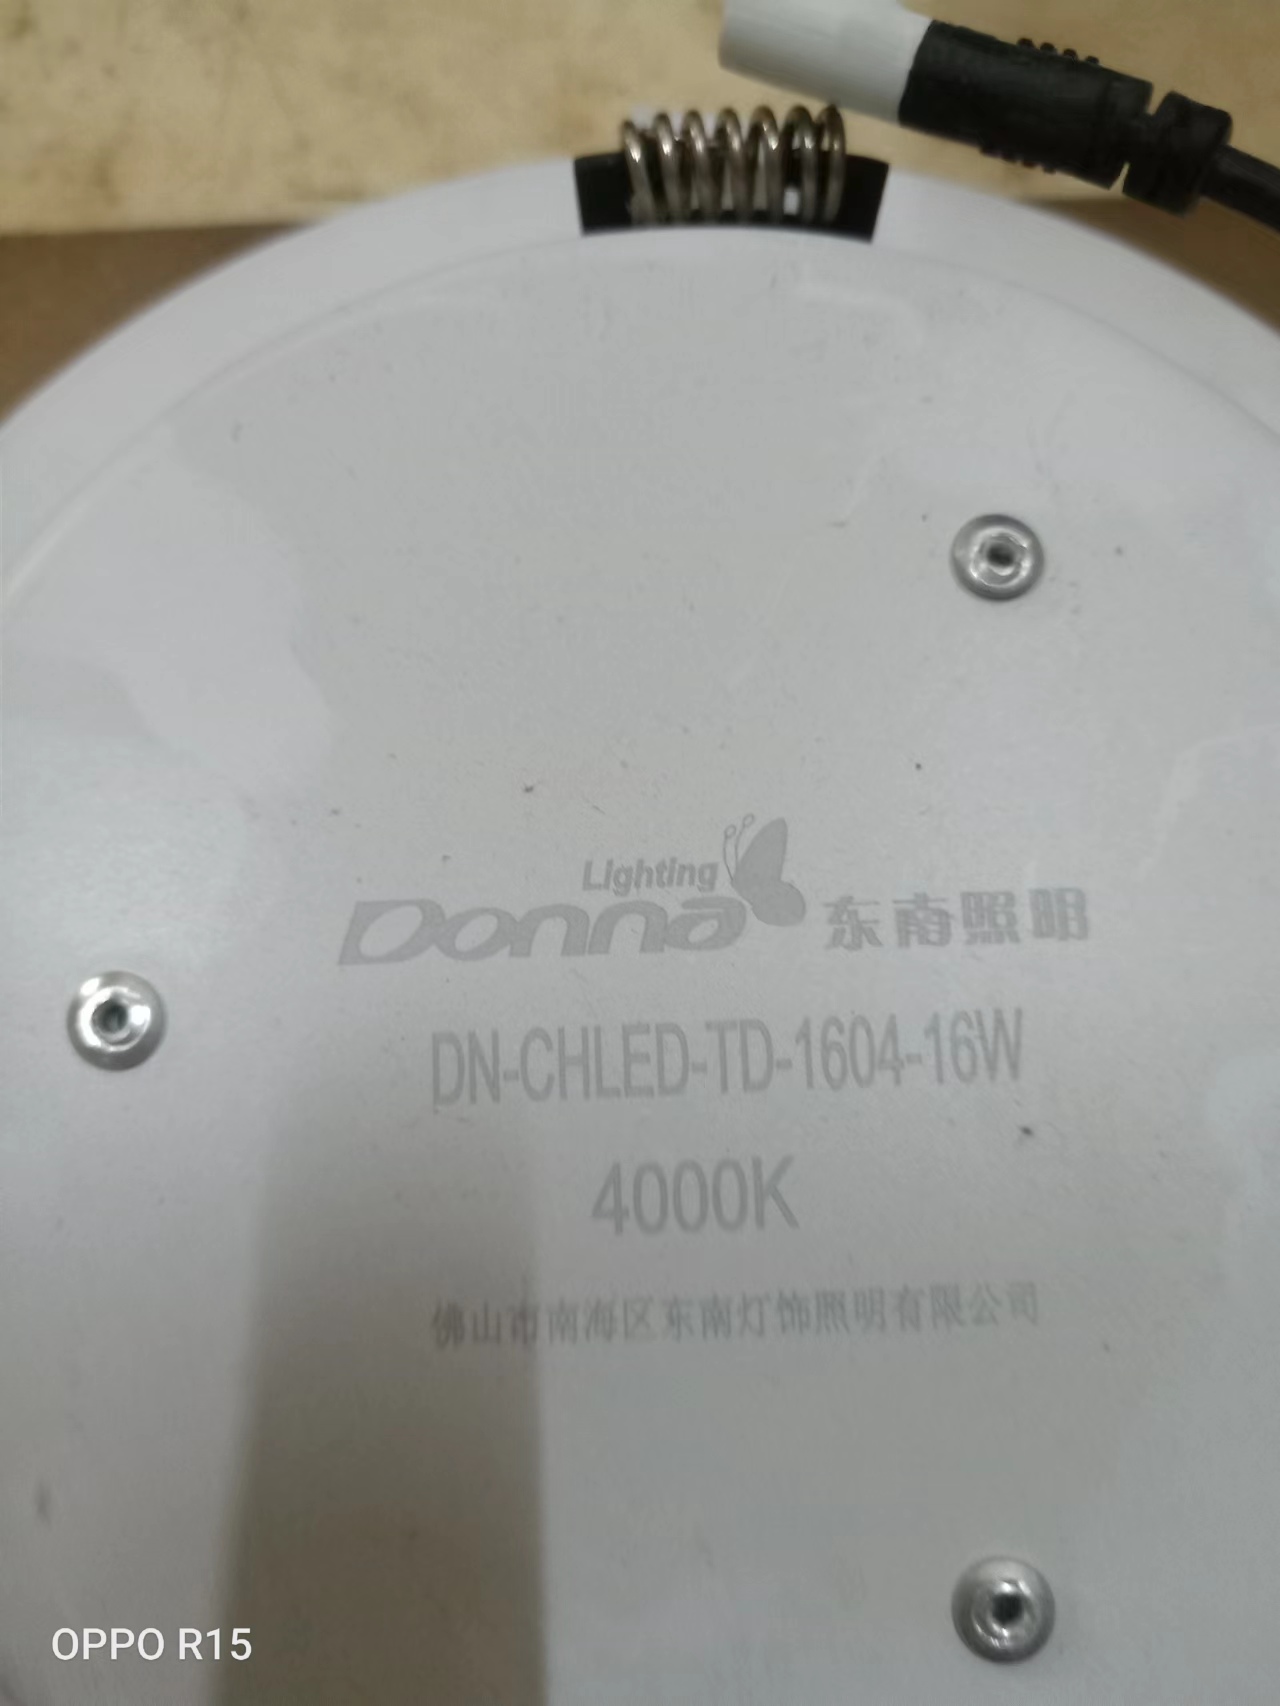 Lighting
Donna 东南照明
DN-CHLED-TD-1604-16W
4000K
佛山市南海区东南灯饰照明有限公司
OPPO R15